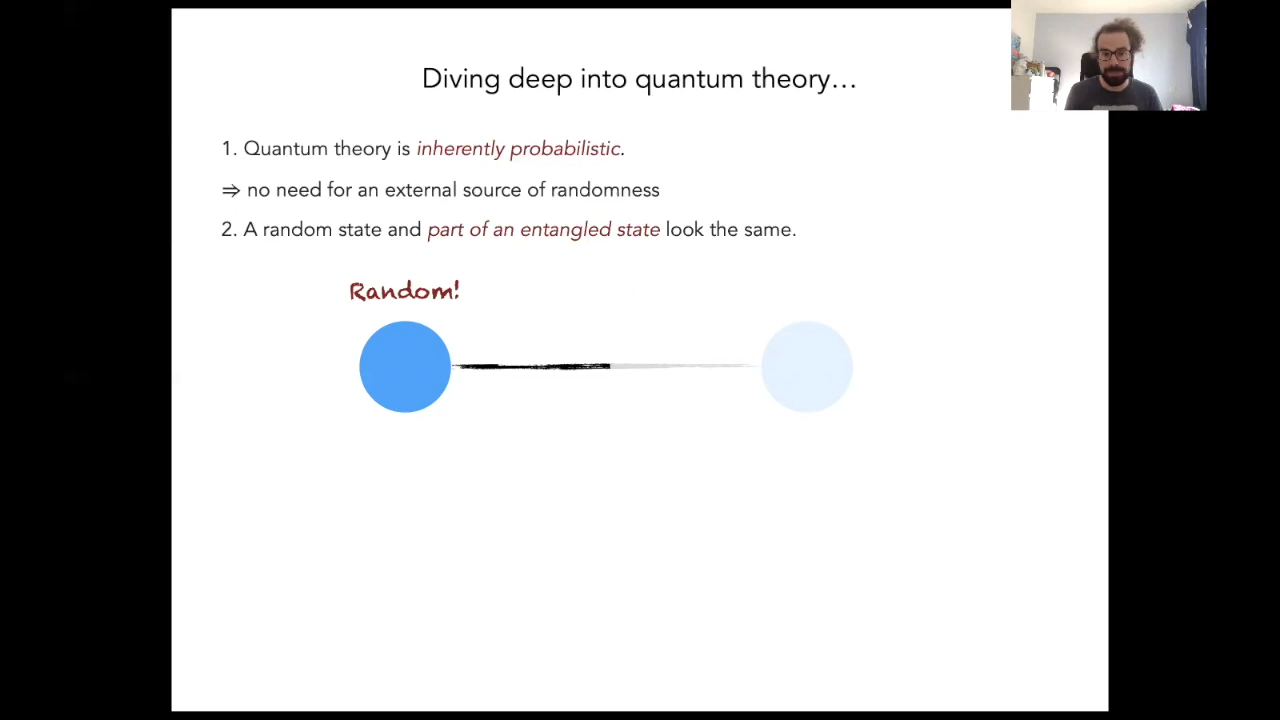 Diving deep into quantum theory…
1. Quantum theory is inherently probabilistic.
⇒ no need for an external source of randomness
2. A random state and part of an entangled state look the same.
Random!